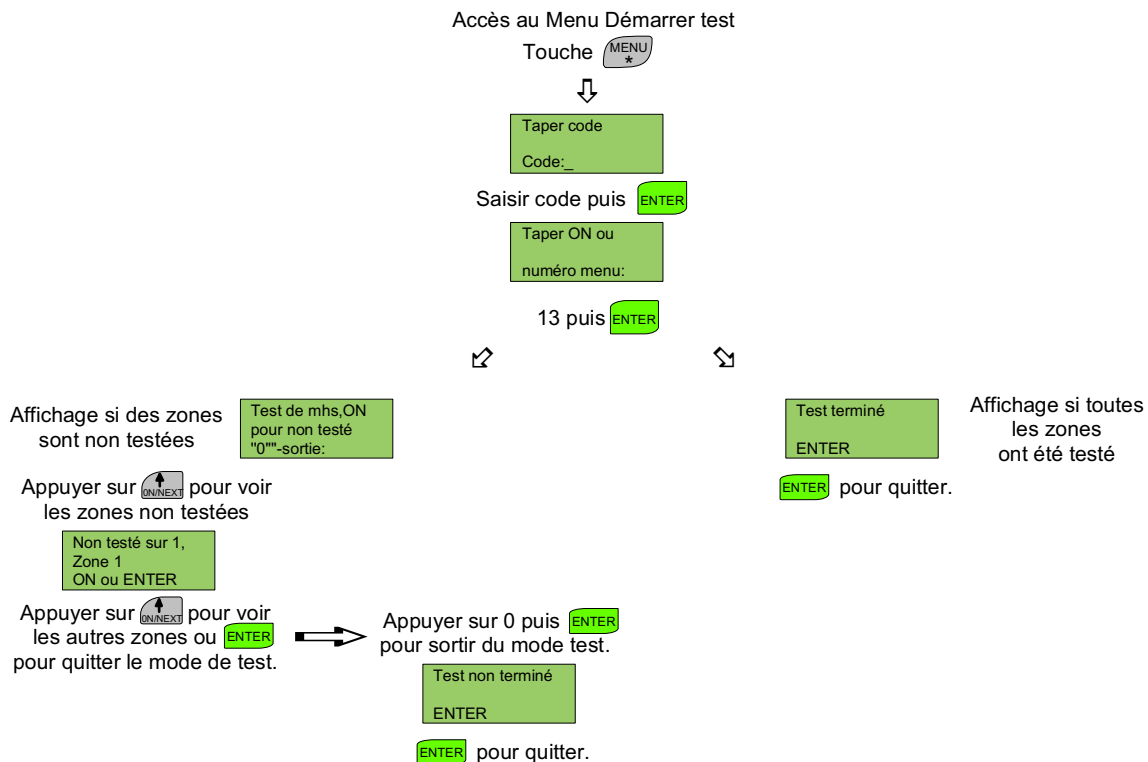 Accès au Menu Démarrer test
Touche MENU *
Taper code
Code:_
Saisir code puis ENTER
Taper ON ou
numéro menu:
13 puis ENTER
Affichage si des zones
sont non testées
Test de mhs,ON
pour non testé
"0""-sortie:
Appuyer sur ON/NEXT pour voir
les zones non testées
Non testé sur 1,
Zone 1
ON ou ENTER
Appuyer sur ON/NEXT pour voir
les autres zones ou ENTER
pour quitter le mode de test.
Appuyer sur 0 puis ENTER
pour sortir du mode test.
Test non terminé
ENTER
ENTER pour quitter.
Test terminé
ENTER
Affichage si toutes
les zones
ont été testé
ENTER pour quitter.